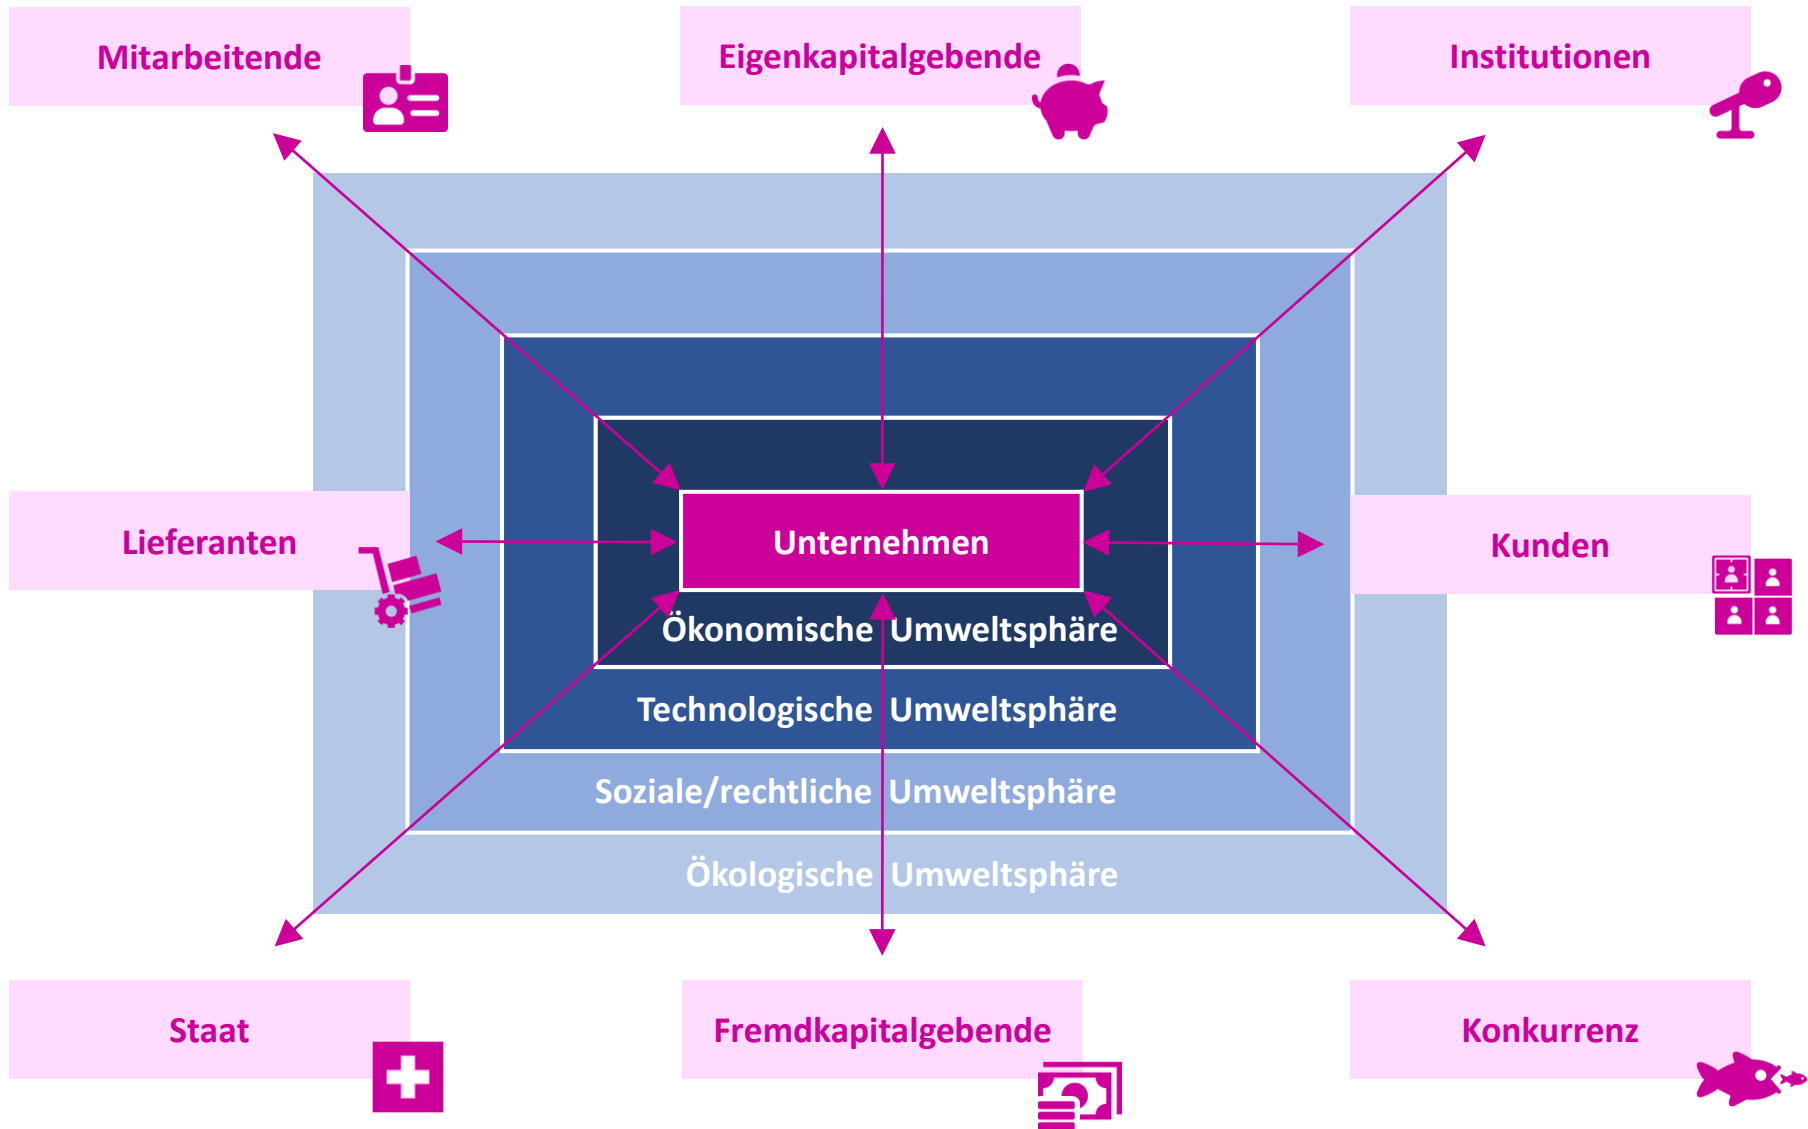 Mitarbeitende
Eigenkapitalgebende
Institutionen
Lieferanten
Unternehmen
Kunden
Ökonomische Umweltsphäre
Technologische Umweltsphäre
Soziale/rechtliche Umweltsphäre
Ökologische Umweltsphäre
Staat
Fremdkapitalgebende
Konkurrenz